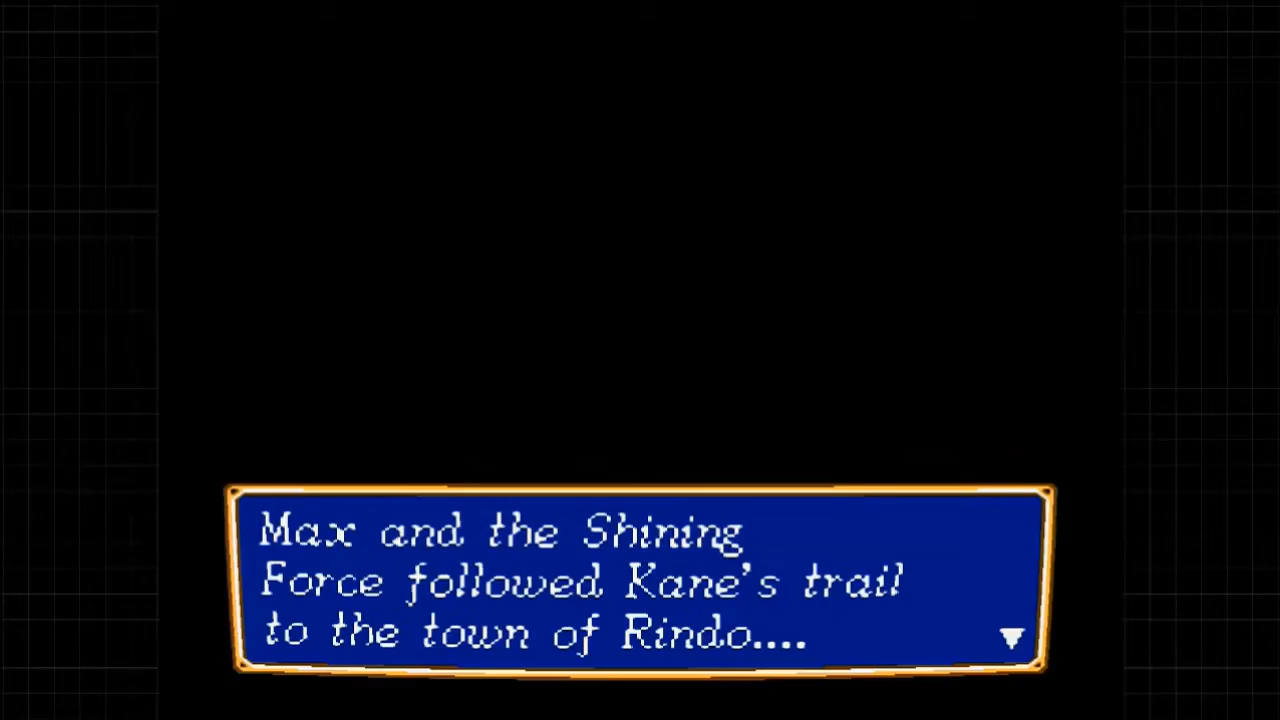 Max and the Shining
Force followed Kane's trail
to the town of Rindo....